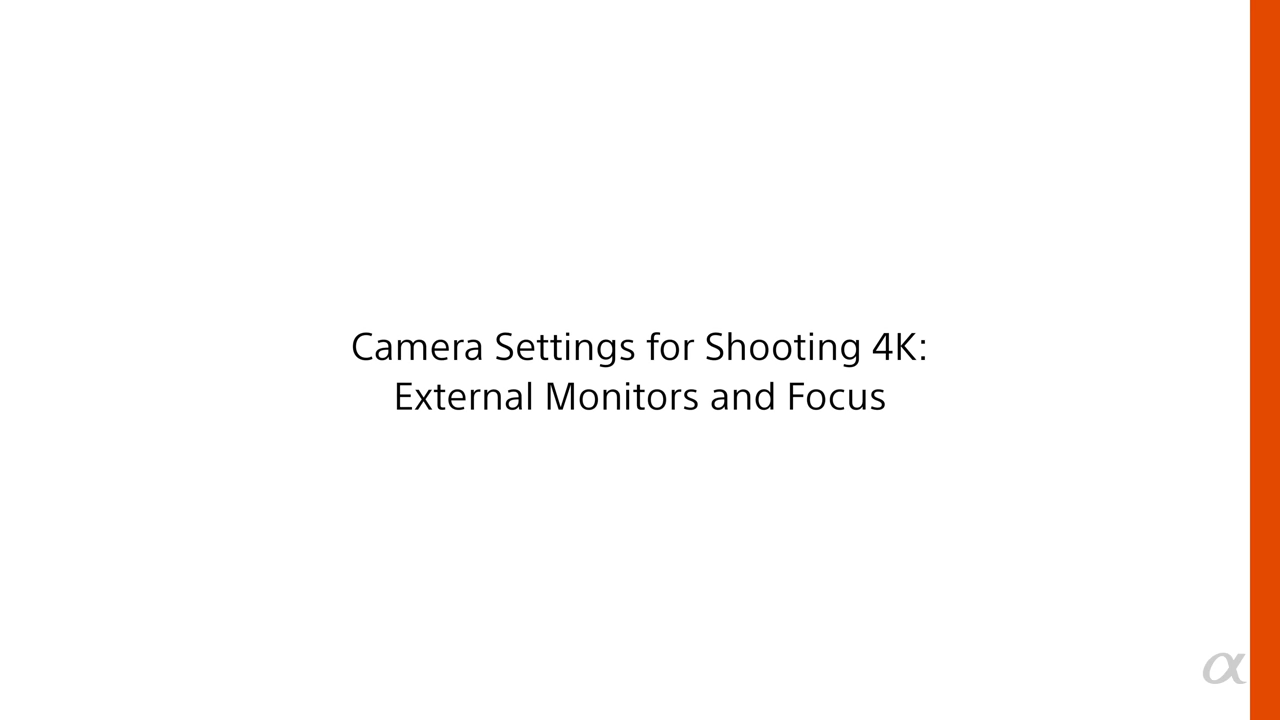 Camera Settings for Shooting 4K:
External Monitors and Focus
α